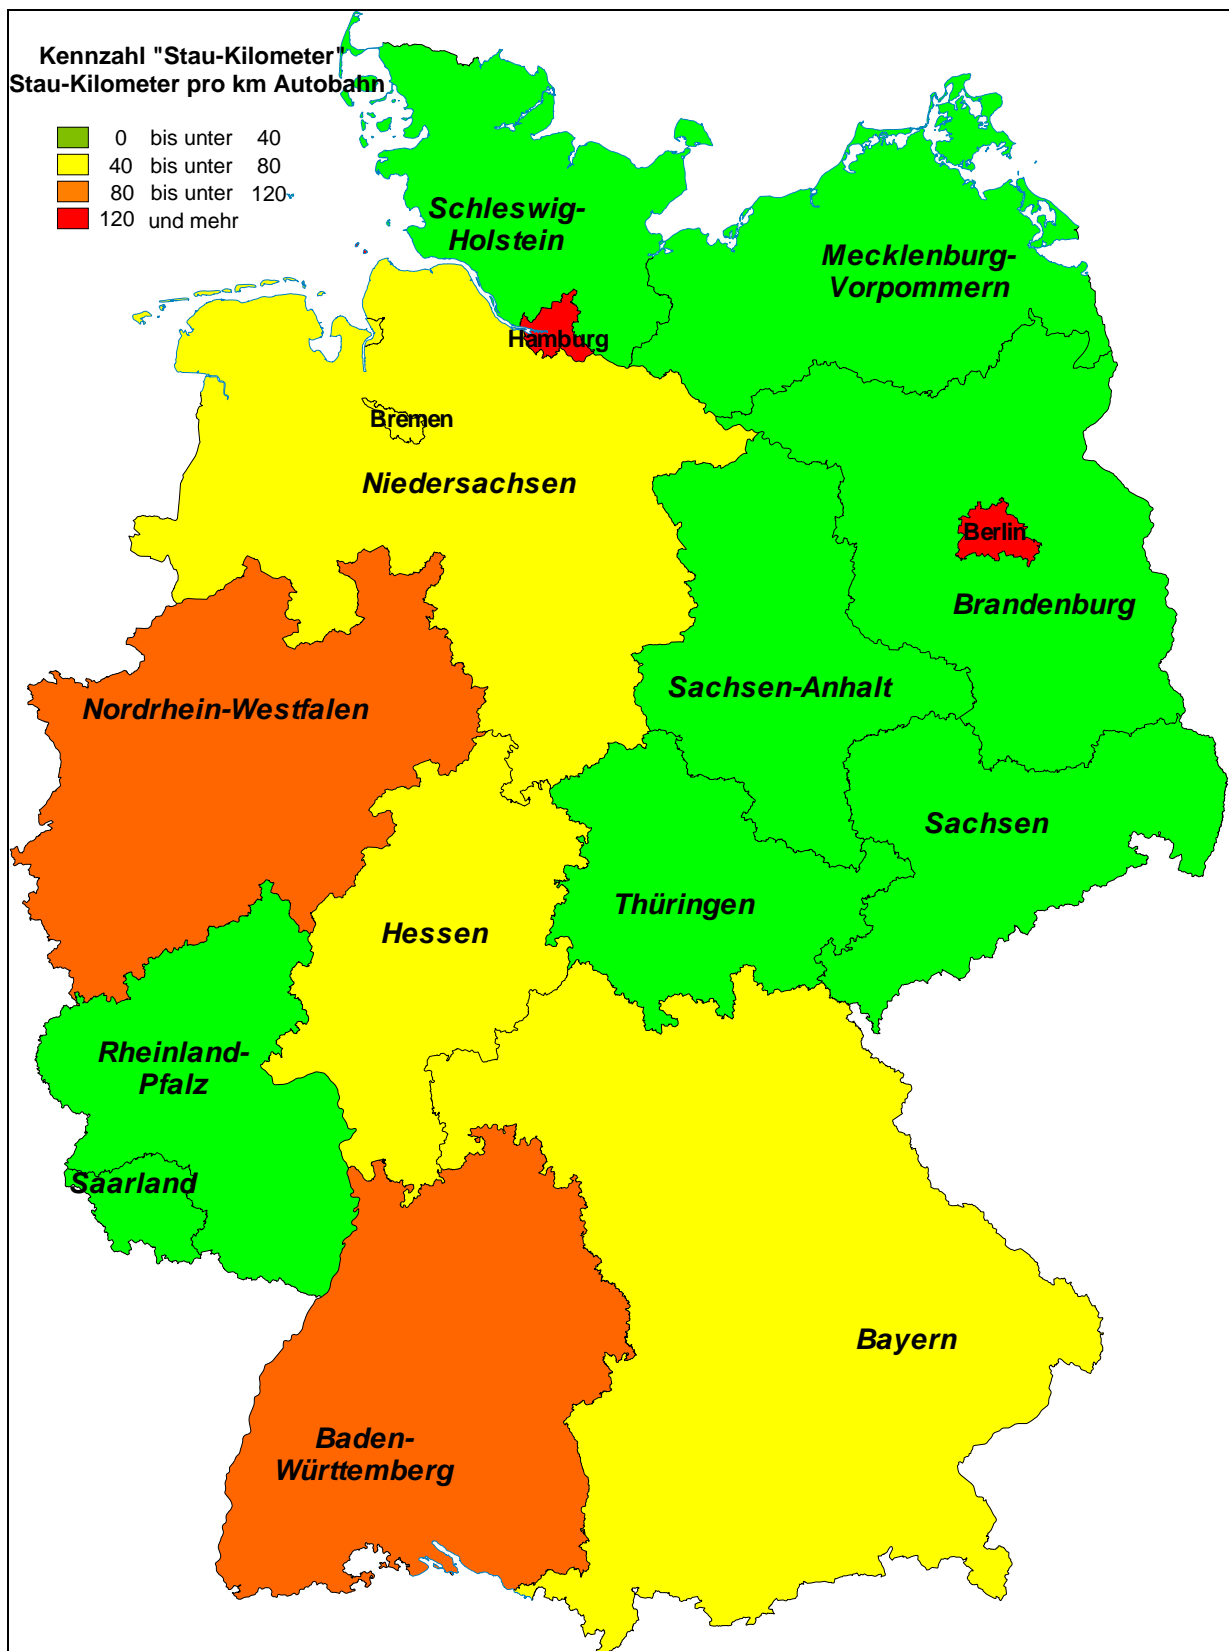 Kennzahl "Stau-Kilometer"
Stau-Kilometer pro km Autobahn
0 bis unter 40
40 bis unter 80
80 bis unter 120
120 und mehr
Schleswig-
Holstein
Mecklenburg-
Vorpommern
Hamburg
Bremen
Niedersachsen
Berlin
Brandenburg
Sachsen-Anhalt
Nordrhein-Westfalen
Sachsen
Thüringen
Hessen
Rheinland-
Pfalz
Saarland
Bayern
Baden-
Württemberg